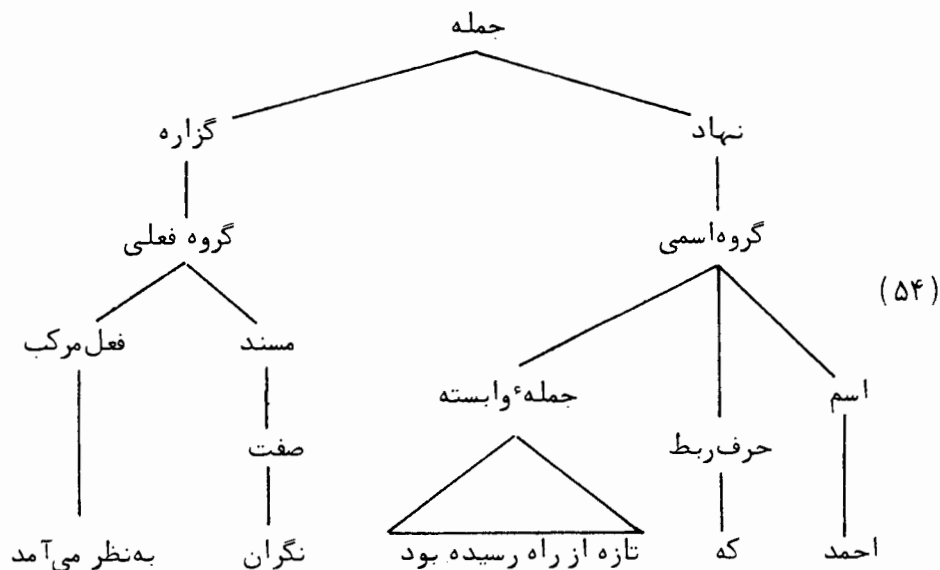 جمله
نهاد گزاره
گروه‌اسمی گروه فعلی
(۵۴)
اسم حرف‌ربط جملهٔ وابسته مسند فعل‌مرکب
صفت
احمد که تازه از راه رسیده بود نگران به‌نظر می‌آمد